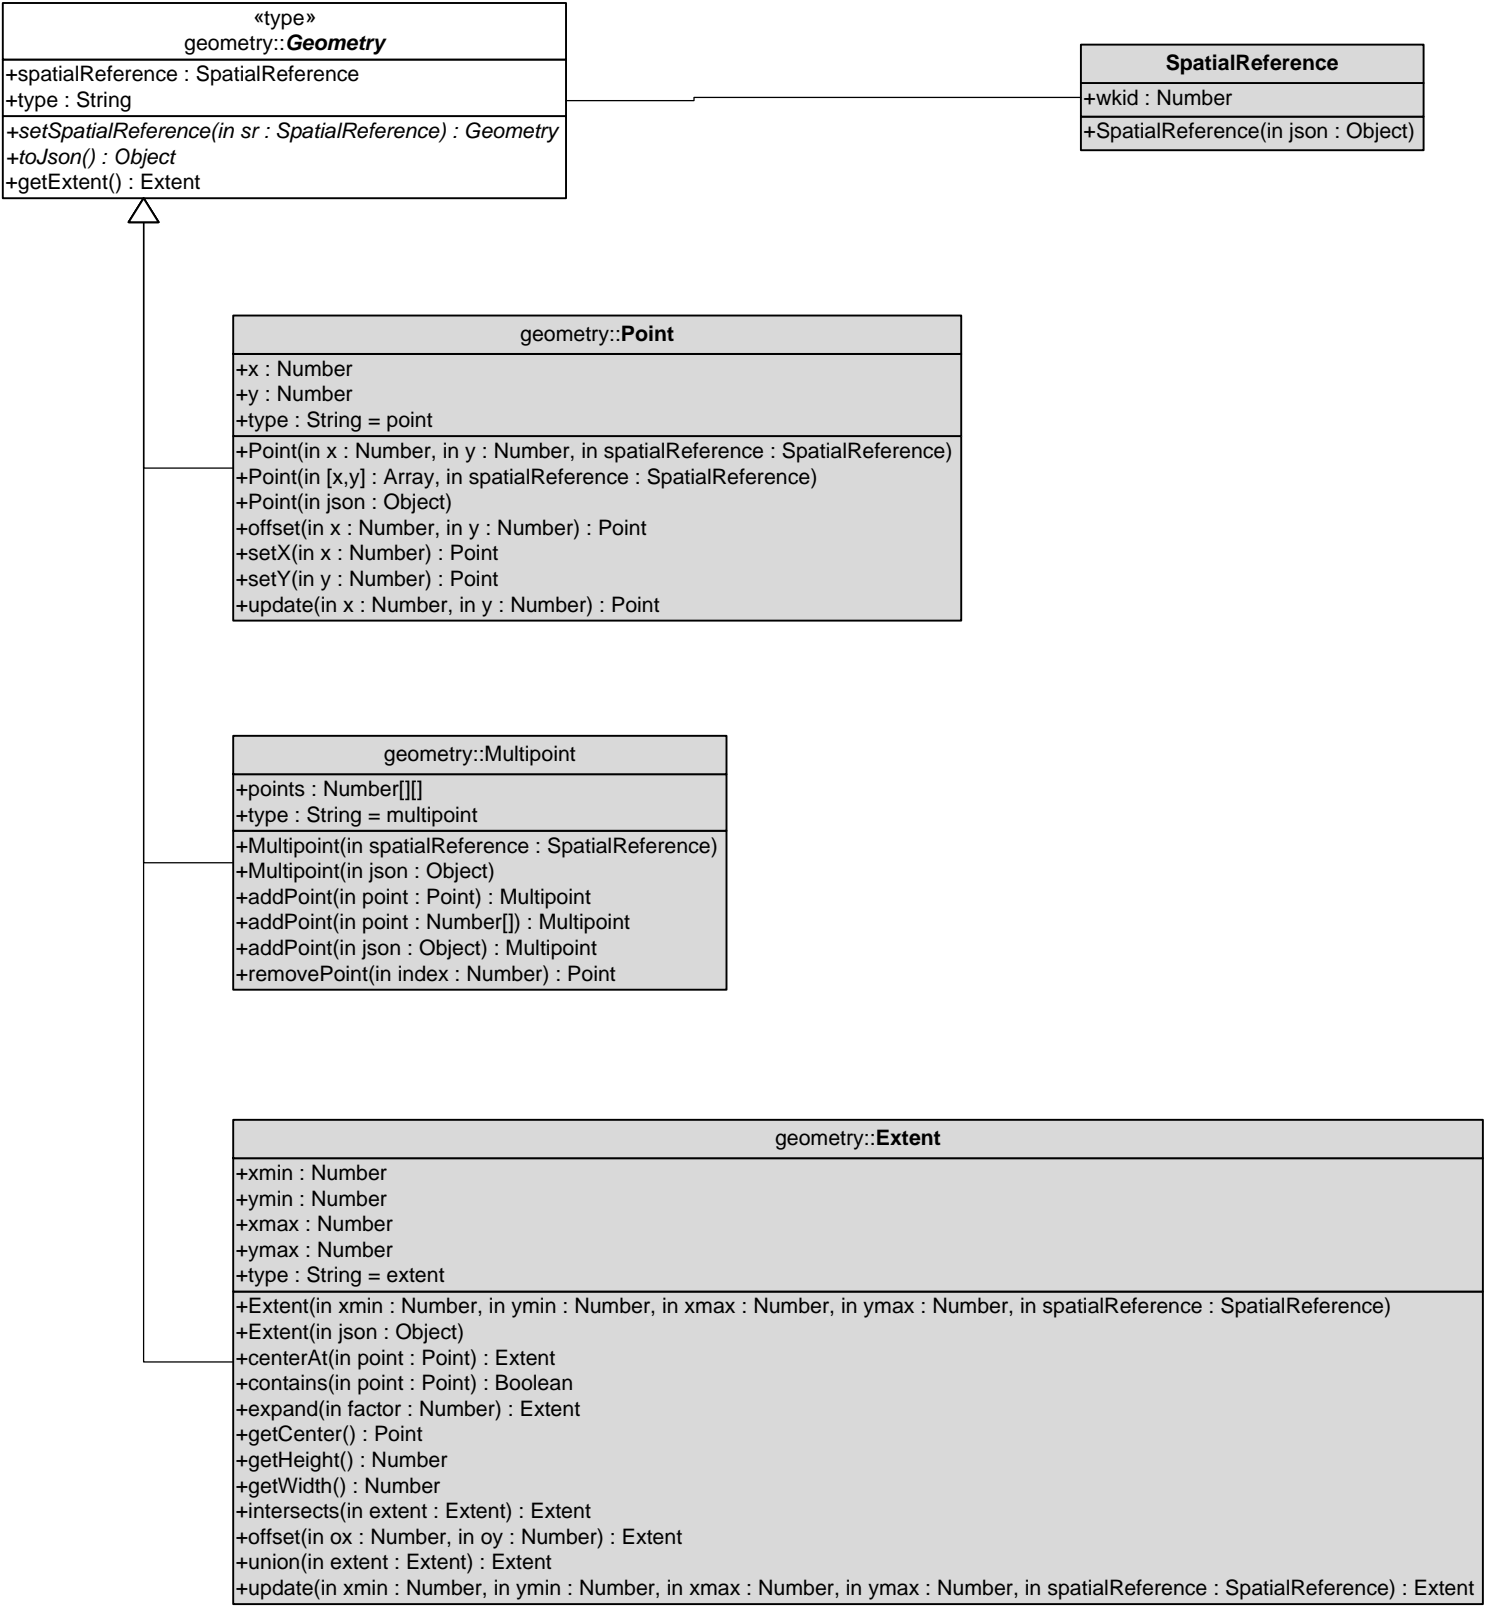 «type»
geometry::Geometry
+spatialReference : SpatialReference
+type : String
+setSpatialReference(in sr : SpatialReference) : Geometry
+toJson() : Object
+getExtent() : Extent
SpatialReference
+wkid : Number
+SpatialReference(in json : Object)
geometry::Point
+x : Number
+y : Number
+type : String = point
+Point(in x : Number, in y : Number, in spatialReference : SpatialReference)
+Point(in [x,y] : Array, in spatialReference : SpatialReference)
+Point(in json : Object)
+offset(in x : Number, in y : Number) : Point
+setX(in x : Number) : Point
+setY(in y : Number) : Point
+update(in x : Number, in y : Number) : Point
geometry::Multipoint
+points : Number[][]
+type : String = multipoint
+Multipoint(in spatialReference : SpatialReference)
+Multipoint(in json : Object)
+addPoint(in point : Point) : Multipoint
+addPoint(in point : Number[]) : Multipoint
+addPoint(in json : Object) : Multipoint
+removePoint(in index : Number) : Point
geometry::Extent
+xmin : Number
+ymin : Number
+xmax : Number
+ymax : Number
+type : String = extent
+Extent(in xmin : Number, in ymin : Number, in xmax : Number, in ymax : Number, in spatialReference : SpatialReference)
+Extent(in json : Object)
+centerAt(in point : Point) : Extent
+contains(in point : Point) : Boolean
+expand(in factor : Number) : Extent
+getCenter() : Point
+getHeight() : Number
+getWidth() : Number
+intersects(in extent : Extent) : Extent
+offset(in ox : Number, in oy : Number) : Extent
+union(in extent : Extent) : Extent
+update(in xmin : Number, in ymin : Number, in xmax : Number, in ymax : Number, in spatialReference : SpatialReference) : Extent